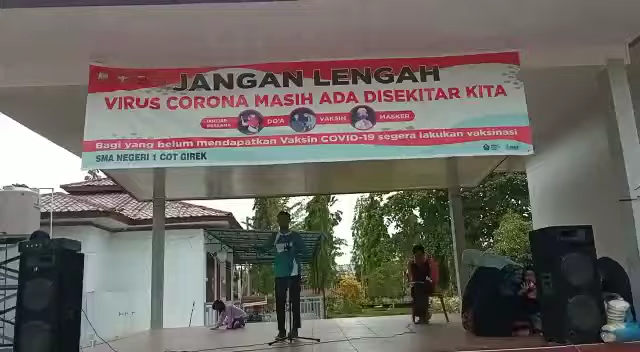 JANGAN LENGAH
VIRUS CORONA MASIH ADA DISEKITAR KITA
DO'A VAKSIN MASKER
Bagi yang belum mendapatkan Vaksin COVID-19 segera lakukan vaksinasi
SMA NEGERI 1 COT GIREK